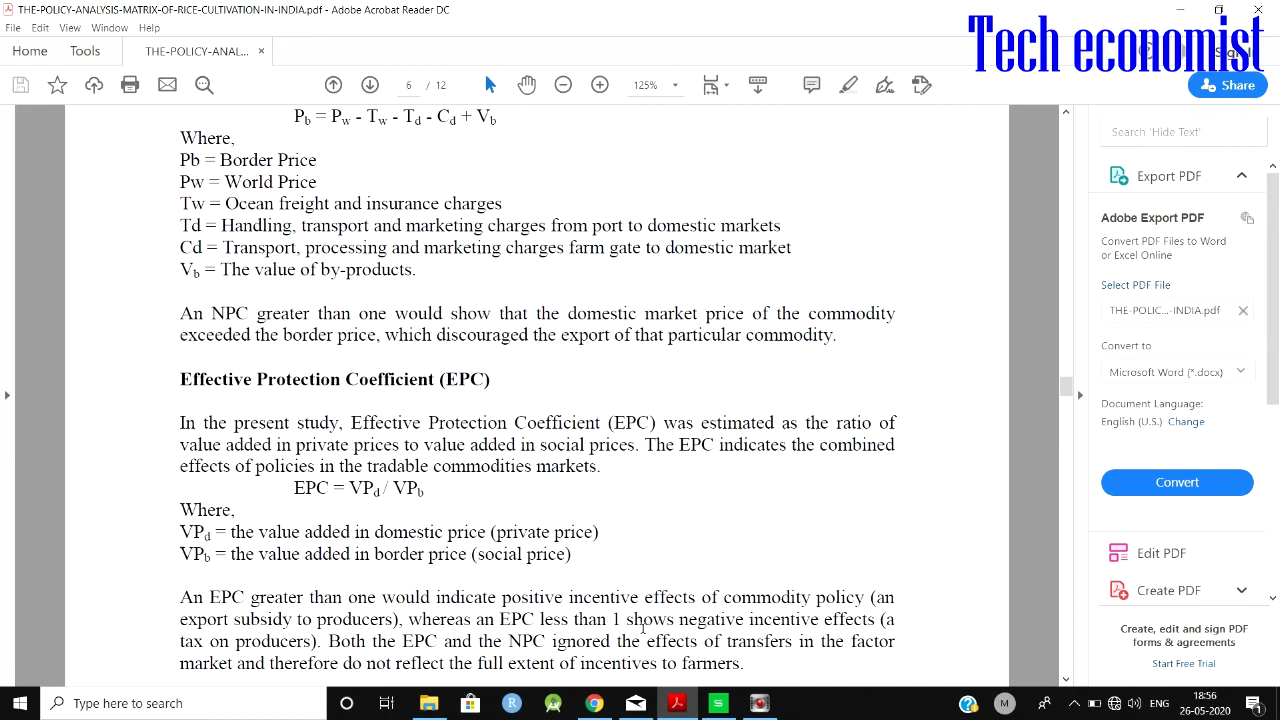 THE-POLICY-ANALYSIS-MATRIX-OF-RICE-CULTIVATION-IN-INDIA.pdf - Adobe Acrobat Reader DC
Tech economist
File Edit View Window Help
Home Tools THE-POLICY-ANAL... ×
6 / 12 125%
Share
Pb = Pw - Tw - Td - Cd + Vb
Where,
Pb = Border Price
Pw = World Price
Tw = Ocean freight and insurance charges
Td = Handling, transport and marketing charges from port to domestic markets
Cd = Transport, processing and marketing charges farm gate to domestic market
Vb = The value of by-products.
An NPC greater than one would show that the domestic market price of the commodity
exceeded the border price, which discouraged the export of that particular commodity.
Effective Protection Coefficient (EPC)
In the present study, Effective Protection Coefficient (EPC) was estimated as the ratio of
value added in private prices to value added in social prices. The EPC indicates the combined
effects of policies in the tradable commodities markets.
EPC = VPd / VPb
Where,
VPd = the value added in domestic price (private price)
VPb = the value added in border price (social price)
An EPC greater than one would indicate positive incentive effects of commodity policy (an
export subsidy to producers), whereas an EPC less than 1 shows negative incentive effects (a
tax on producers). Both the EPC and the NPC ignored the effects of transfers in the factor
market and therefore do not reflect the full extent of incentives to farmers.
Search 'Hide Text'
Export PDF
Adobe Export PDF
Convert PDF Files to Word
or Excel Online
Select PDF File
THE-POLIC...-INDIA.pdf
Convert to
Microsoft Word (*.docx)
Document Language:
English (U.S.) Change
Convert
Edit PDF
Create PDF
Create, edit and sign PDF
forms & agreements
Start Free Trial
Type here to search
R
S
M
ENG
18:56
26-05-2020
1